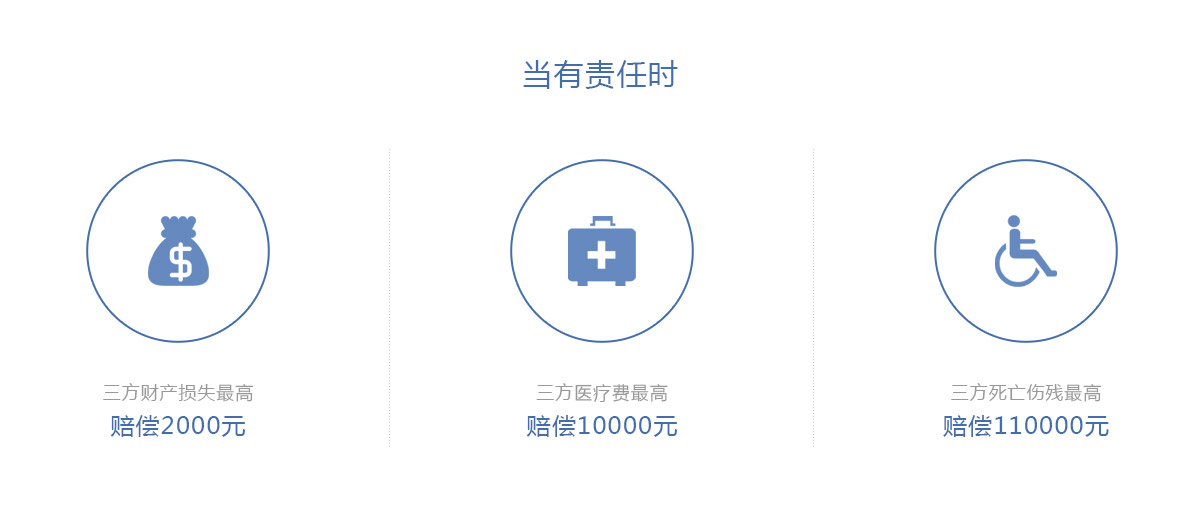 当有责任时
三方财产损失最高
赔偿2000元
三方医疗费最高
赔偿10000元
三方死亡伤残最高
赔偿110000元